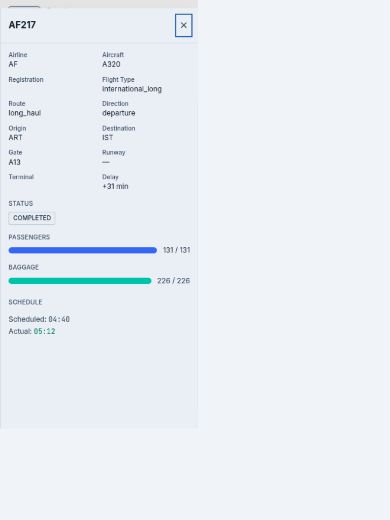 AF217
×
Airline Aircraft
AF A320
Registration Flight Type
international_long
Route Direction
long_haul departure
Origin Destination
ART IST
Gate Runway
A13 —
Terminal Delay
+31 min
STATUS
COMPLETED
PASSENGERS
131 / 131
BAGGAGE
226 / 226
SCHEDULE
Scheduled: 04:40
Actual: 05:12